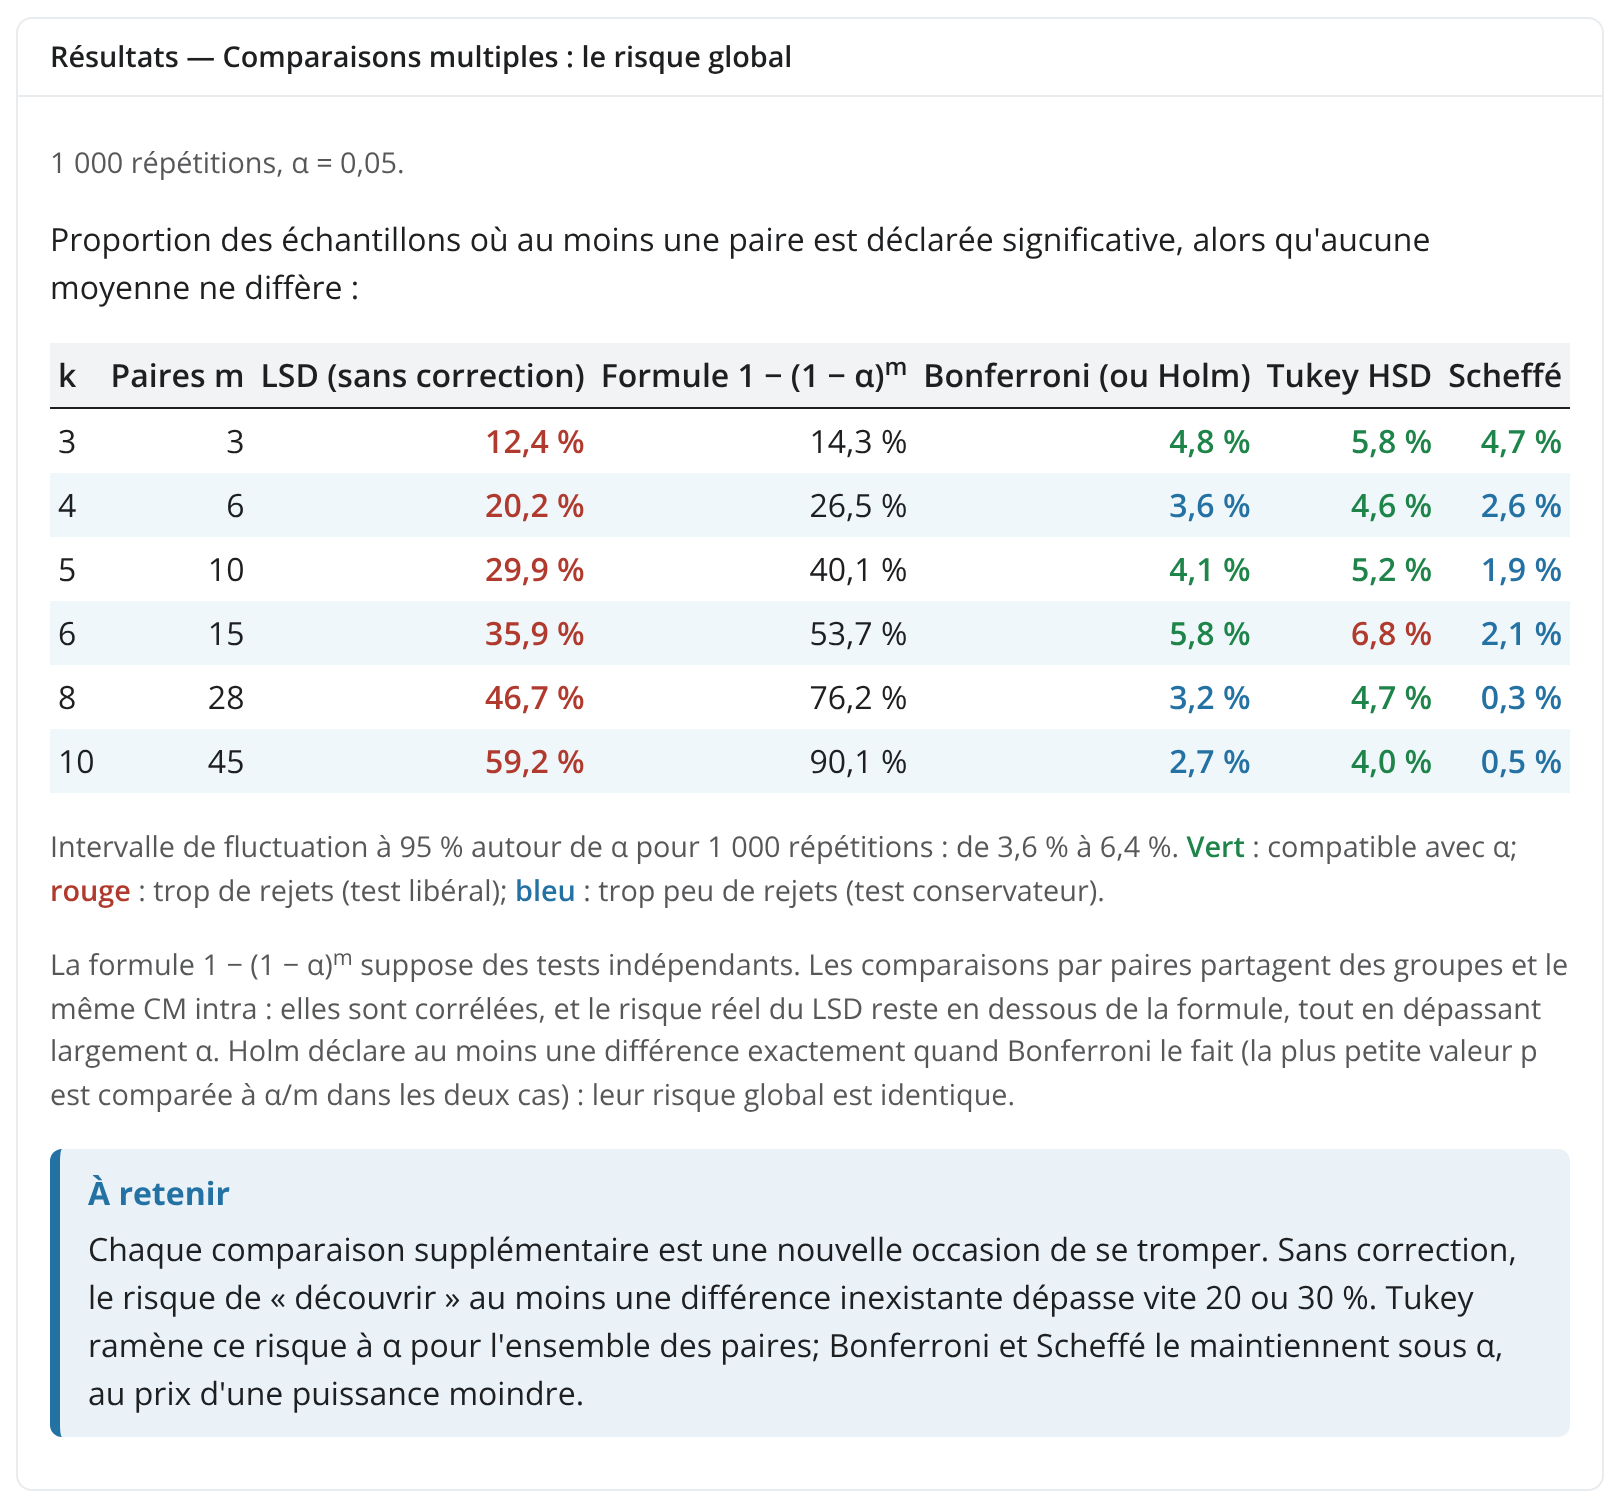 Résultats — Comparaisons multiples : le risque global
1 000 répétitions, α = 0,05.
Proportion des échantillons où au moins une paire est déclarée significative, alors qu'aucune
moyenne ne diffère :
k Paires m LSD (sans correction) Formule 1 − (1 − α)ᵐ Bonferroni (ou Holm) Tukey HSD Scheffé
3 3 12,4 % 14,3 % 4,8 % 5,8 % 4,7 %
4 6 20,2 % 26,5 % 3,6 % 4,6 % 2,6 %
5 10 29,9 % 40,1 % 4,1 % 5,2 % 1,9 %
6 15 35,9 % 53,7 % 5,8 % 6,8 % 2,1 %
8 28 46,7 % 76,2 % 3,2 % 4,7 % 0,3 %
10 45 59,2 % 90,1 % 2,7 % 4,0 % 0,5 %
Intervalle de fluctuation à 95 % autour de α pour 1 000 répétitions : de 3,6 % à 6,4 %. Vert : compatible avec α;
rouge : trop de rejets (test libéral); bleu : trop peu de rejets (test conservateur).
La formule 1 − (1 − α)ᵐ suppose des tests indépendants. Les comparaisons par paires partagent des groupes et le
même CM intra : elles sont corrélées, et le risque réel du LSD reste en dessous de la formule, tout en dépassant
largement α. Holm déclare au moins une différence exactement quand Bonferroni le fait (la plus petite valeur p
est comparée à α/m dans les deux cas) : leur risque global est identique.
À retenir
Chaque comparaison supplémentaire est une nouvelle occasion de se tromper. Sans correction,
le risque de « découvrir » au moins une différence inexistante dépasse vite 20 ou 30 %. Tukey
ramène ce risque à α pour l'ensemble des paires; Bonferroni et Scheffé le maintiennent sous α,
au prix d'une puissance moindre.